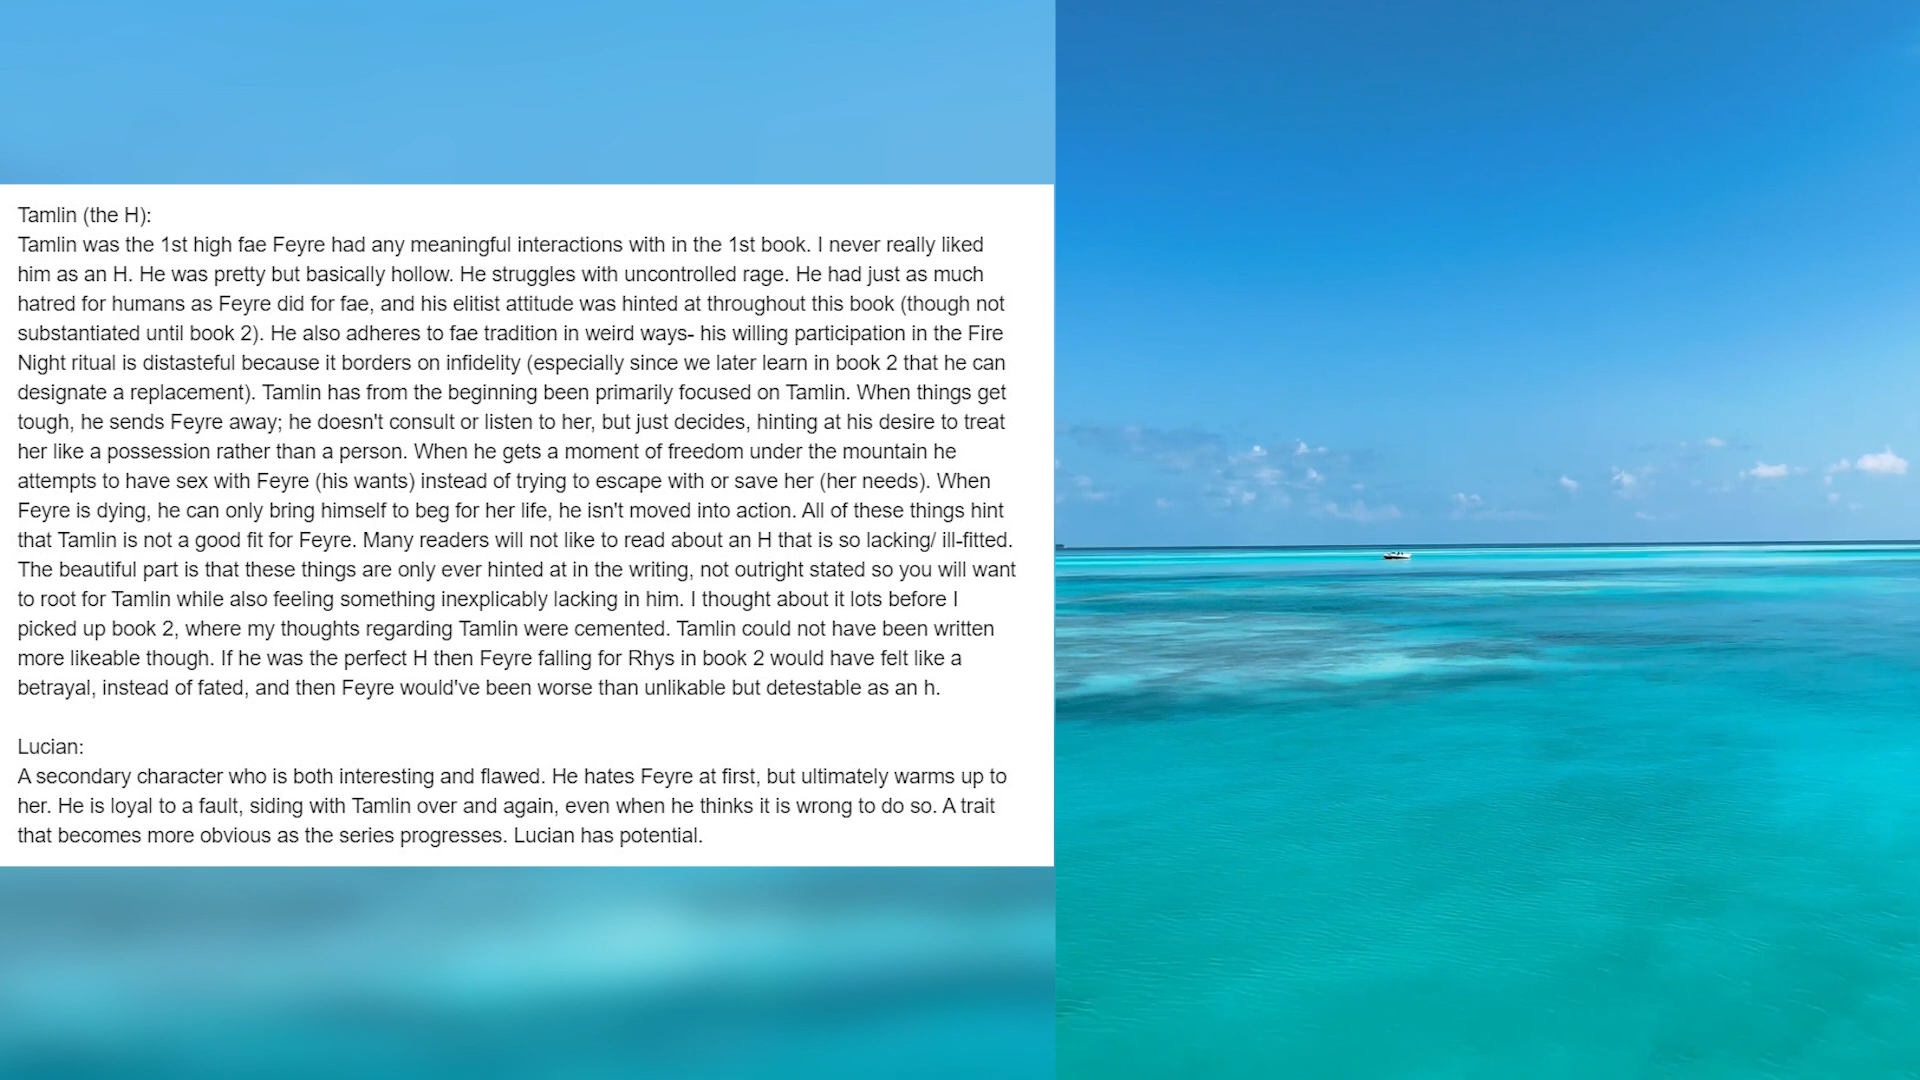 Tamlin (the H):
Tamlin was the 1st high fae Feyre had any meaningful interactions with in the 1st book. I never really liked
him as an H. He was pretty but basically hollow. He struggles with uncontrolled rage. He had just as much
hatred for humans as Feyre did for fae, and his elitist attitude was hinted at throughout this book (though not
substantiated until book 2). He also adheres to fae tradition in weird ways- his willing participation in the Fire
Night ritual is distasteful because it borders on infidelity (especially since we later learn in book 2 that he can
designate a replacement). Tamlin has from the beginning been primarily focused on Tamlin. When things get
tough, he sends Feyre away; he doesn't consult or listen to her, but just decides, hinting at his desire to treat
her like a possession rather than a person. When he gets a moment of freedom under the mountain he
attempts to have sex with Feyre (his wants) instead of trying to escape with or save her (her needs). When
Feyre is dying, he can only bring himself to beg for her life, he isn't moved into action. All of these things hint
that Tamlin is not a good fit for Feyre. Many readers will not like to read about an H that is so lacking/ ill-fitted.
The beautiful part is that these things are only ever hinted at in the writing, not outright stated so you will want
to root for Tamlin while also feeling something inexplicably lacking in him. I thought about it lots before I
picked up book 2, where my thoughts regarding Tamlin were cemented. Tamlin could not have been written
more likeable though. If he was the perfect H then Feyre falling for Rhys in book 2 would have felt like a
betrayal, instead of fated, and then Feyre would've been worse than unlikable but detestable as an h.
Lucian:
A secondary character who is both interesting and flawed. He hates Feyre at first, but ultimately warms up to
her. He is loyal to a fault, siding with Tamlin over and again, even when he thinks it is wrong to do so. A trait
that becomes more obvious as the series progresses. Lucian has potential.